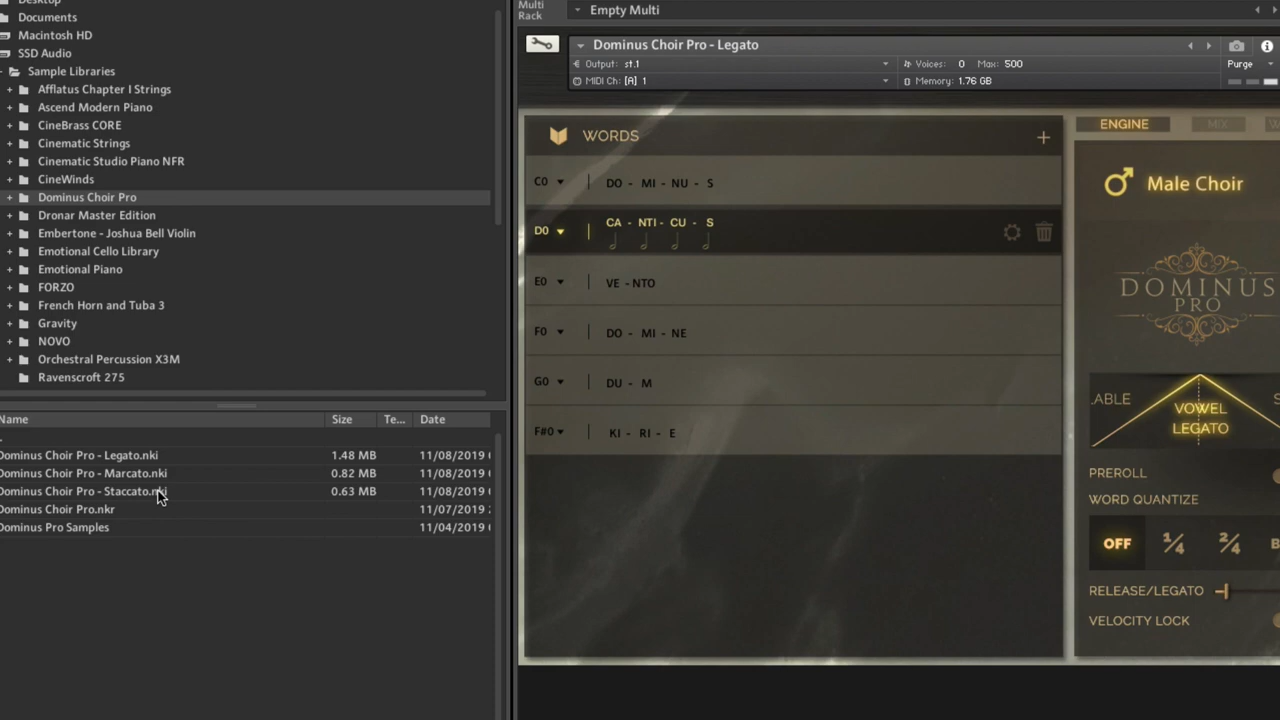 Desktop
Documents
Macintosh HD
SSD Audio
Sample Libraries
Afflatus Chapter I Strings
Ascend Modern Piano
CineBrass CORE
Cinematic Strings
Cinematic Studio Piano NFR
CineWinds
Dominus Choir Pro
Dronar Master Edition
Embertone - Joshua Bell Violin
Emotional Cello Library
Emotional Piano
FORZO
French Horn and Tuba 3
Gravity
NOVO
Orchestral Percussion X3M
Ravenscroft 275
Name Size Te... Date
Dominus Choir Pro - Legato.nki 1.48 MB 11/08/2019
Dominus Choir Pro - Marcato.nki 0.82 MB 11/08/2019
Dominus Choir Pro - Staccato.nki 0.63 MB 11/08/2019
Dominus Choir Pro.nkr 11/07/2019
Dominus Pro Samples 11/04/2019
Multi
Rack
Empty Multi
Dominus Choir Pro - Legato
Output: st.1 Voices: 0 Max: 500 Purge
MIDI Ch: [A] 1 Memory: 1.76 GB
WORDS +
C0 DO - MI - NU - S
D0 CA - NTI - CU - S
E0 VE - NTO
F0 DO - MI - NE
G0 DU - M
F#0 KI - RI - E
ENGINE MIX
Male Choir
DOMINUS
PRO
VOWEL
LEGATO
PREROLL
WORD QUANTIZE
OFF 1/4 2/4
RELEASE/LEGATO
VELOCITY LOCK